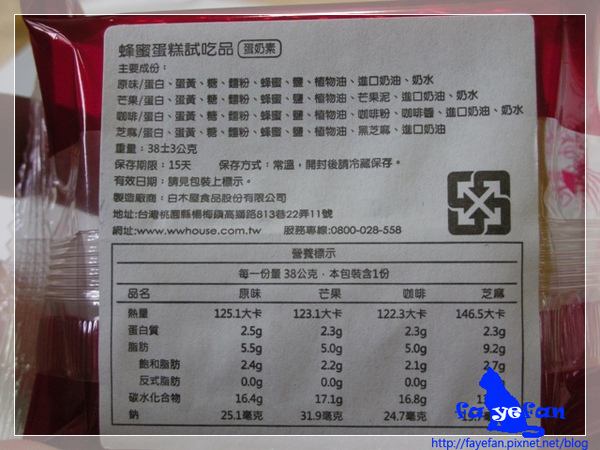 蜂蜜蛋糕試吃品 蛋奶素
主要成份：
原味/蛋白、蛋黃、糖、麵粉、蜂蜜、鹽、植物油、進口奶油、奶水
芒果/蛋白、蛋黃、糖、麵粉、蜂蜜、鹽、植物油、芒果泥、進口奶油、奶水
咖啡/蛋白、蛋黃、糖、麵粉、蜂蜜、鹽、植物油、咖啡粉、咖啡醬、進口奶油、奶水
芝麻/蛋白、蛋黃、糖、麵粉、蜂蜜、鹽、植物油、黑芝麻、進口奶油
重量：38±3公克
保存期限：15天 保存方式：常溫，開封後請冷藏保存。
有效日期：請見包裝上標示。
製造廠商：白木屋食品股份有限公司
地址:台灣桃園縣楊梅鎮高獅路813巷22弄11號
網址:www.wwhouse.com.tw 服務專線:0800-028-558
營養標示
每一份量 38公克，本包裝含1份
品名 原味 芒果 咖啡 芝麻
熱量 125.1大卡 123.1大卡 122.3大卡 146.5大卡
蛋白質 2.5g 2.3g 2.3g 2.3g
脂肪 5.5g 5.0g 5.0g 9.2g
飽和脂肪 2.4g 2.2g 2.1g 2.7g
反式脂肪 0.0g 0.0g 0.0g
碳水化合物 16.4g 17.1g 16.8g
鈉 25.1毫克 31.9毫克 24.7毫克
fa ye fan
http://fayefan.pixnet.net/blog